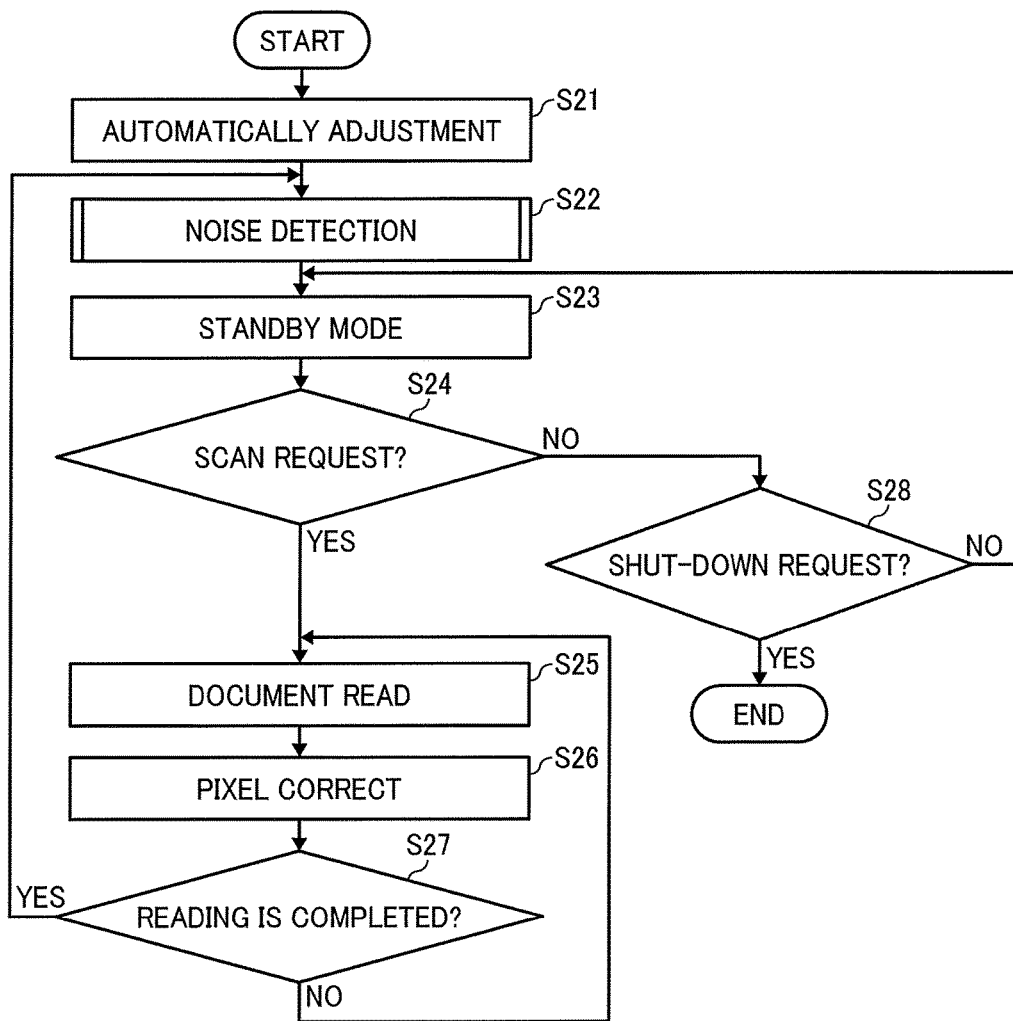 START
S21
AUTOMATICALLY ADJUSTMENT
S22
NOISE DETECTION
S23
STANDBY MODE
S24
SCAN REQUEST?
NO
YES
S28
SHUT-DOWN REQUEST?
NO
YES
END
S25
DOCUMENT READ
S26
PIXEL CORRECT
S27
READING IS COMPLETED?
YES
NO